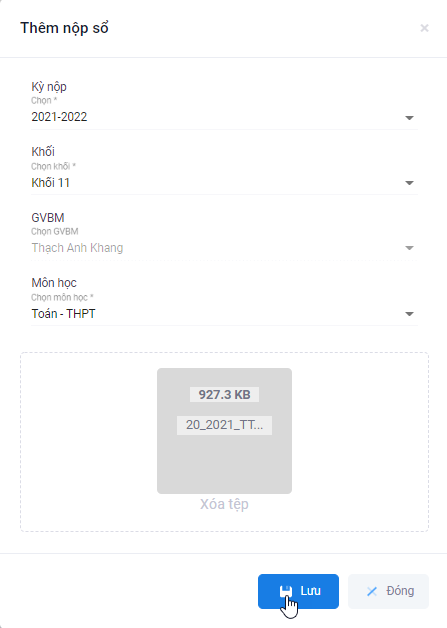 Thêm nộp sổ
×
Kỳ nộp
Chọn *
2021-2022
Khối
Chọn khối *
Khối 11
GVBM
Chọn GVBM
Thạch Anh Khang
Môn học
Chọn môn học *
Toán - THPT
927.3 KB
20_2021_TT...
Xóa tệp
Lưu
Đóng